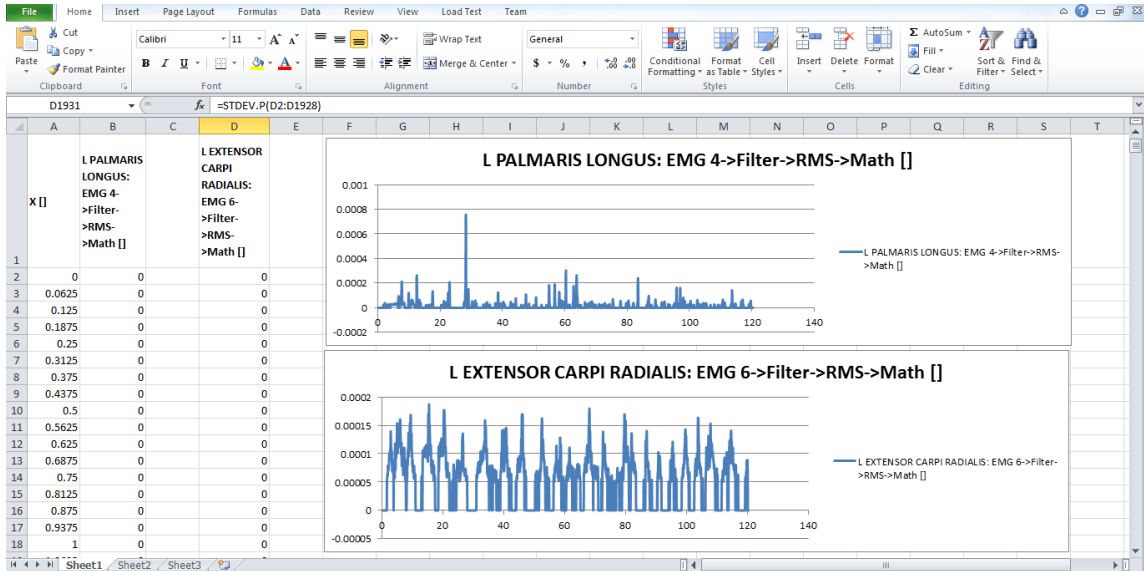 File Home Insert Page Layout Formulas Data Review View Load Test Team
Cut
Copy
Format Painter
Paste
Calibri 11
B I U
Wrap Text
Merge & Center
General
$ % ,
Conditional Formatting
Format as Table
Cell Styles
Insert Delete Format
AutoSum
Fill
Clear
Sort & Filter
Find & Select
Clipboard Font Alignment Number Styles Cells Editing
D1931 fx =STDEV.P(D2:D1928)
A B C D E F G H I J K L M N O P Q R S T
1 X [] L PALMARIS LONGUS: EMG 4->Filter->RMS->Math [] L EXTENSOR CARPI RADIALIS: EMG 6->Filter->RMS->Math []
2 0 0 0
3 0.0625 0 0
4 0.125 0 0
5 0.1875 0 0
6 0.25 0 0
7 0.3125 0 0
8 0.375 0 0
9 0.4375 0 0
10 0.5 0 0
11 0.5625 0 0
12 0.625 0 0
13 0.6875 0 0
14 0.75 0 0
15 0.8125 0 0
16 0.875 0 0
17 0.9375 0 0
18 1 0 0
L PALMARIS LONGUS: EMG 4->Filter->RMS->Math []
0.001
0.0008
0.0006
0.0004
0.0002
0
-0.0002
0 20 40 60 80 100 120 140
L PALMARIS LONGUS: EMG 4->Filter->RMS-
>Math []
L EXTENSOR CARPI RADIALIS: EMG 6->Filter->RMS->Math []
0.0002
0.00015
0.0001
0.00005
0
-0.00005
0 20 40 60 80 100 120 140
L EXTENSOR CARPI RADIALIS: EMG 6->Filter-
>RMS->Math []
Sheet1 Sheet2 Sheet3